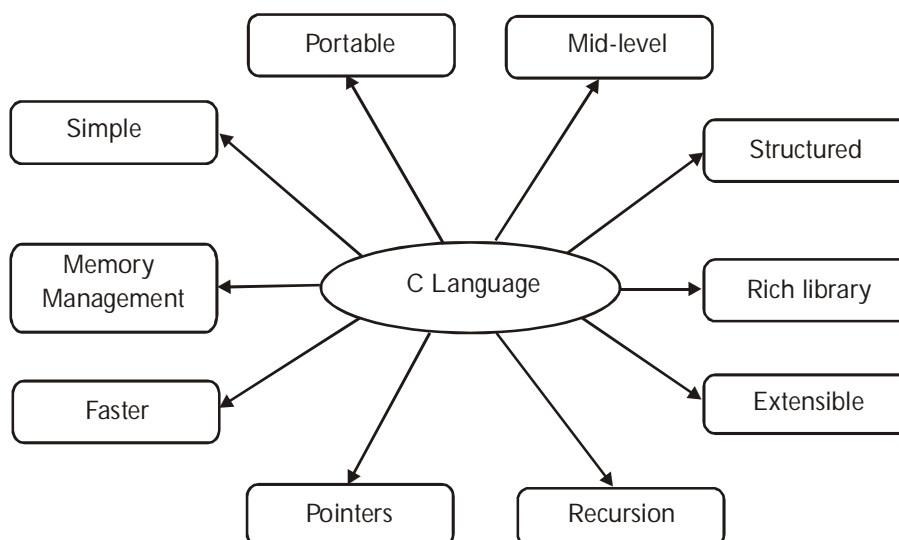 Portable
Mid-level
Simple
Structured
Memory
Management
C Language
Rich library
Faster
Extensible
Pointers
Recursion